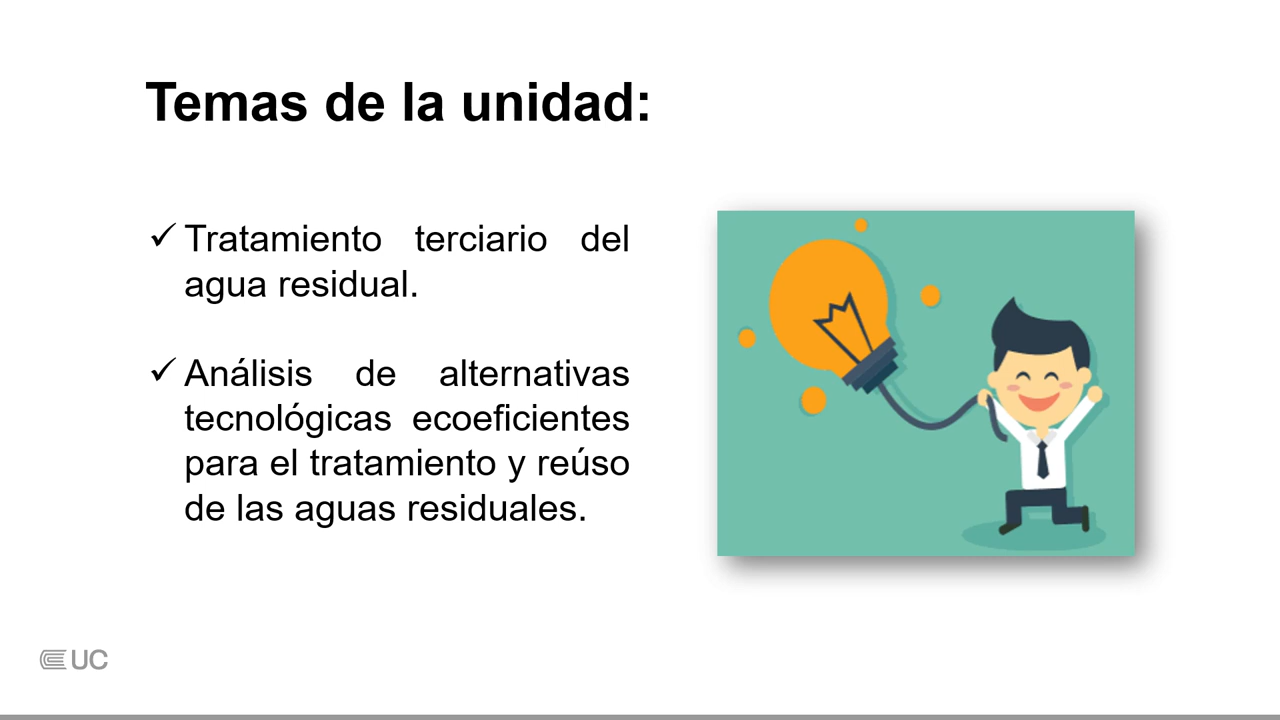 Temas de la unidad:
✓ Tratamiento terciario del
agua residual.
✓ Análisis de alternativas
tecnológicas ecoeficientes
para el tratamiento y reúso
de las aguas residuales.
UC